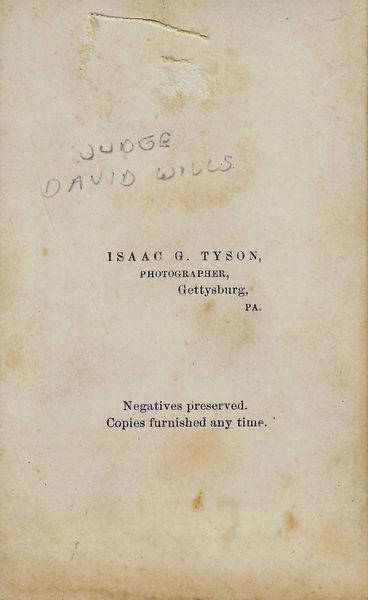 JUDGE
DAVID WILLS
ISAAC G. TYSON,
PHOTOGRAPHER,
Gettysburg,
PA.
Negatives preserved.
Copies furnished any time.